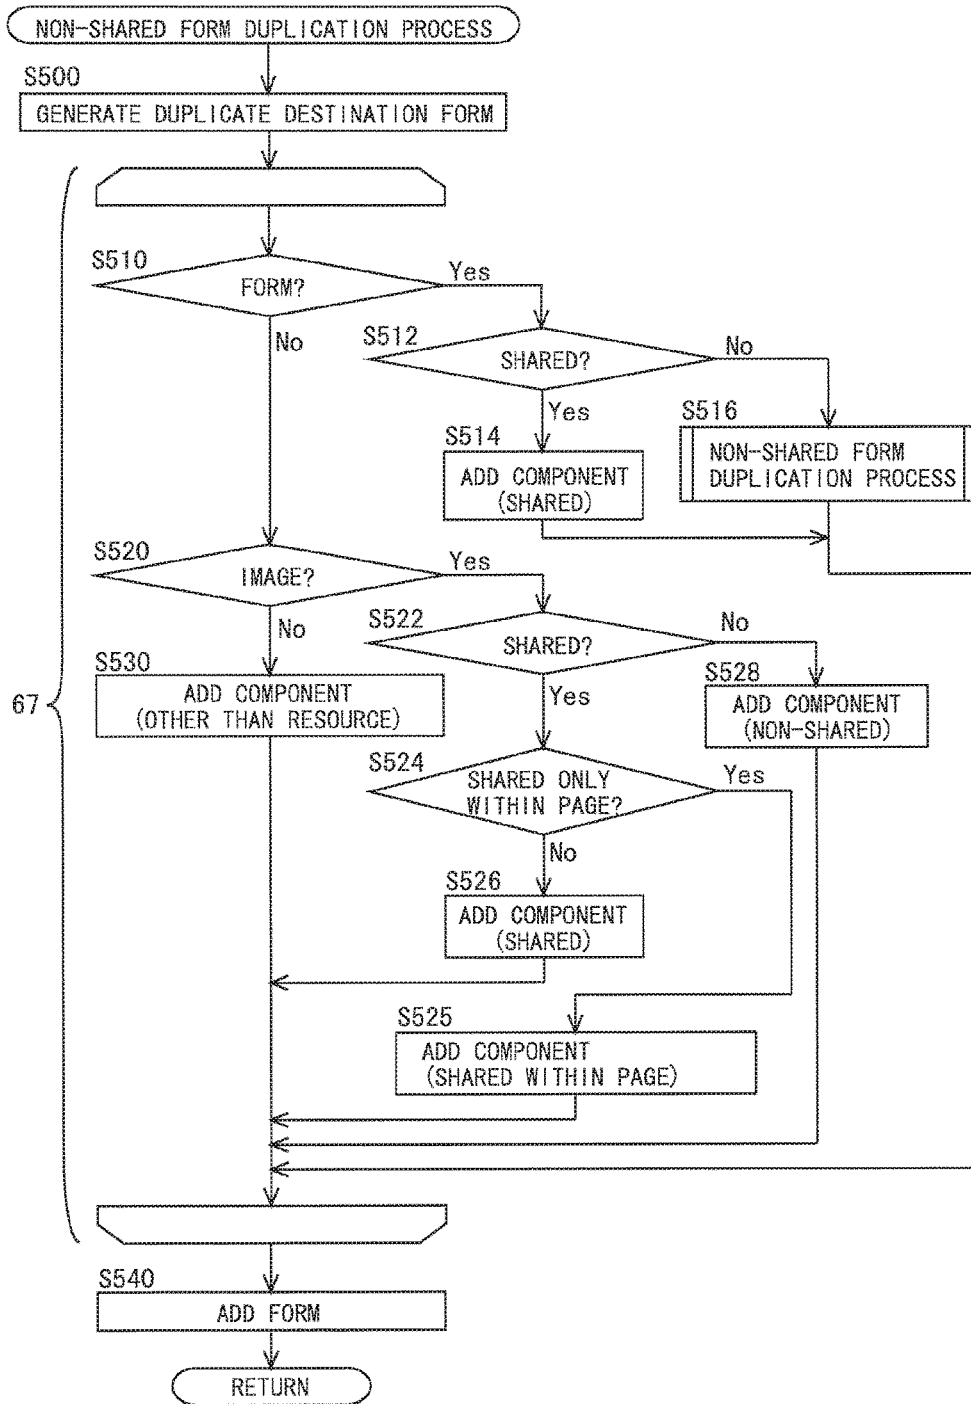 NON-SHARED FORM DUPLICATION PROCESS
S500
GENERATE DUPLICATE DESTINATION FORM
S510
FORM?
Yes
No
S512
SHARED?
No
Yes
S514
ADD COMPONENT
(SHARED)
S516
NON-SHARED FORM
DUPLICATION PROCESS
S520
IMAGE?
Yes
No
S522
SHARED?
No
Yes
S530
ADD COMPONENT
(OTHER THAN RESOURCE)
S528
ADD COMPONENT
(NON-SHARED)
67
S524
SHARED ONLY
WITHIN PAGE?
Yes
No
S526
ADD COMPONENT
(SHARED)
S525
ADD COMPONENT
(SHARED WITHIN PAGE)
S540
ADD FORM
RETURN